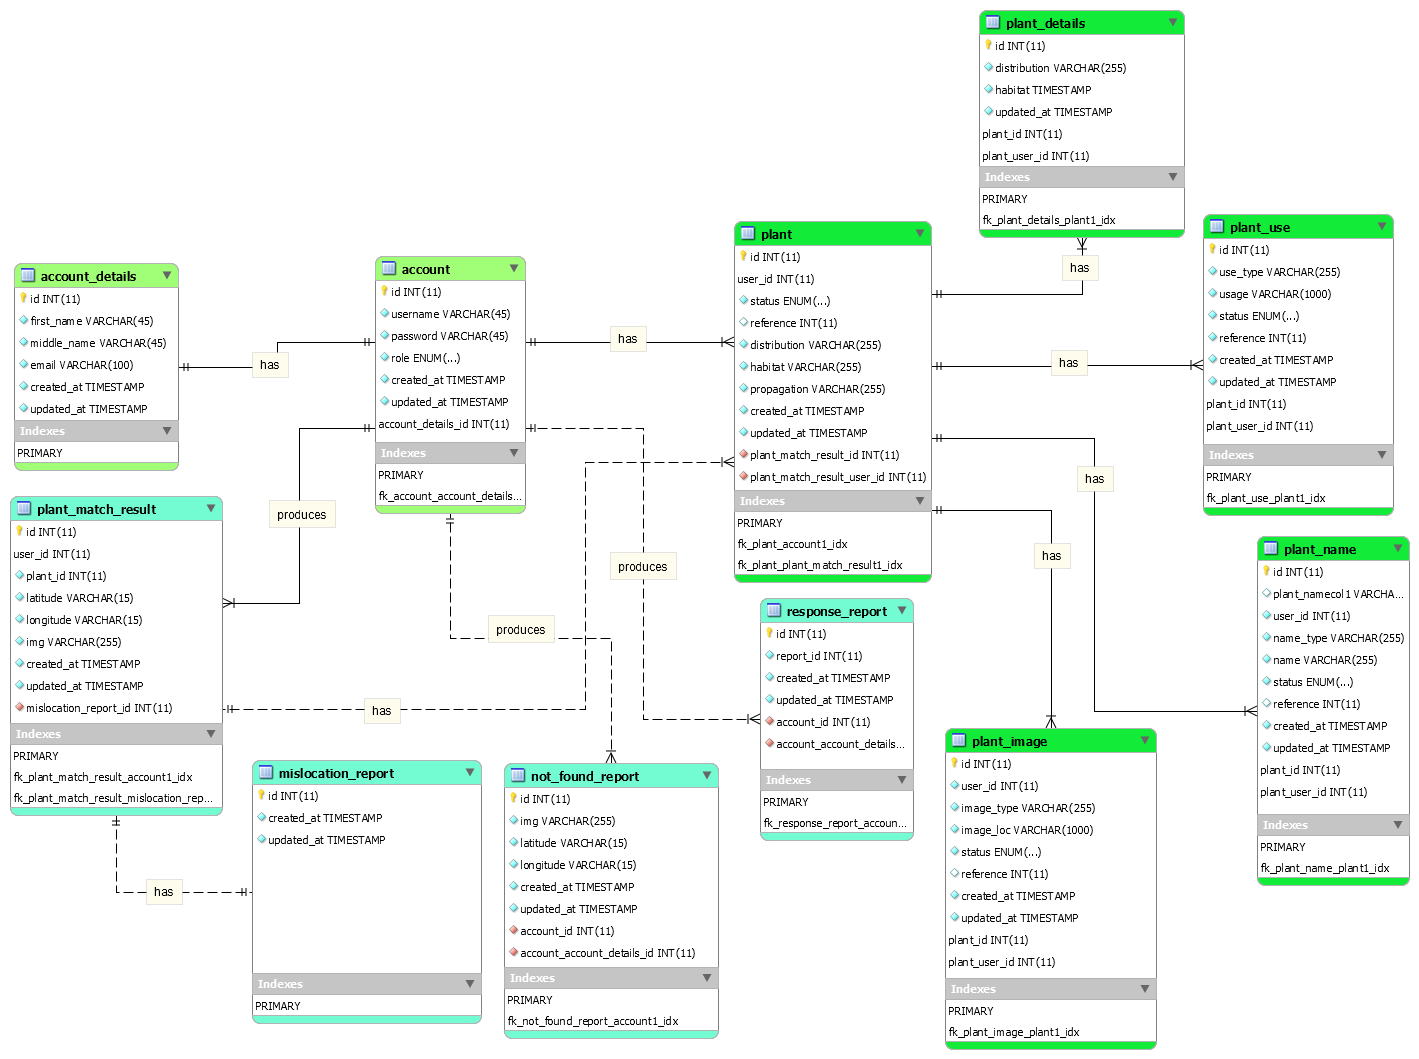 plant_details
id INT(11)
distribution VARCHAR(255)
habitat TIMESTAMP
updated_at TIMESTAMP
plant_id INT(11)
plant_user_id INT(11)
Indexes
PRIMARY
fk_plant_details_plant1_idx
has
plant_use
id INT(11)
use_type VARCHAR(255)
usage VARCHAR(1000)
status ENUM(...)
reference INT(11)
created_at TIMESTAMP
updated_at TIMESTAMP
plant_id INT(11)
plant_user_id INT(11)
Indexes
PRIMARY
fk_plant_use_plant1_idx
has
plant
id INT(11)
user_id INT(11)
status ENUM(...)
reference INT(11)
distribution VARCHAR(255)
habitat VARCHAR(255)
propagation VARCHAR(255)
created_at TIMESTAMP
updated_at TIMESTAMP
plant_match_result_id INT(11)
plant_match_result_user_id INT(11)
Indexes
PRIMARY
fk_plant_account1_idx
fk_plant_plant_match_result1_idx
has
account
id INT(11)
username VARCHAR(45)
password VARCHAR(45)
role ENUM(...)
created_at TIMESTAMP
updated_at TIMESTAMP
account_details_id INT(11)
Indexes
PRIMARY
fk_account_account_details...
has
account_details
id INT(11)
first_name VARCHAR(45)
middle_name VARCHAR(45)
email VARCHAR(100)
created_at TIMESTAMP
updated_at TIMESTAMP
Indexes
PRIMARY
plant_match_result
id INT(11)
user_id INT(11)
plant_id INT(11)
latitude VARCHAR(15)
longitude VARCHAR(15)
img VARCHAR(255)
created_at TIMESTAMP
updated_at TIMESTAMP
mislocation_report_id INT(11)
Indexes
PRIMARY
fk_plant_match_result_account1_idx
fk_plant_match_result_mislocation_rep...
produces
produces
produces
has
has
mislocation_report
id INT(11)
created_at TIMESTAMP
updated_at TIMESTAMP
Indexes
PRIMARY
not_found_report
id INT(11)
img VARCHAR(255)
latitude VARCHAR(15)
longitude VARCHAR(15)
created_at TIMESTAMP
updated_at TIMESTAMP
account_id INT(11)
account_account_details_id INT(11)
Indexes
PRIMARY
fk_not_found_report_account1_idx
response_report
id INT(11)
report_id INT(11)
created_at TIMESTAMP
updated_at TIMESTAMP
account_id INT(11)
account_account_details...
Indexes
PRIMARY
fk_response_report_accoun...
has
has
plant_image
id INT(11)
user_id INT(11)
image_type VARCHAR(255)
image_loc VARCHAR(1000)
status ENUM(...)
reference INT(11)
created_at TIMESTAMP
updated_at TIMESTAMP
plant_id INT(11)
plant_user_id INT(11)
Indexes
PRIMARY
fk_plant_image_plant1_idx
plant_name
id INT(11)
plant_namecol1 VARCHA...
user_id INT(11)
name_type VARCHAR(255)
name VARCHAR(255)
status ENUM(...)
reference INT(11)
created_at TIMESTAMP
updated_at TIMESTAMP
plant_id INT(11)
plant_user_id INT(11)
Indexes
PRIMARY
fk_plant_name_plant1_idx